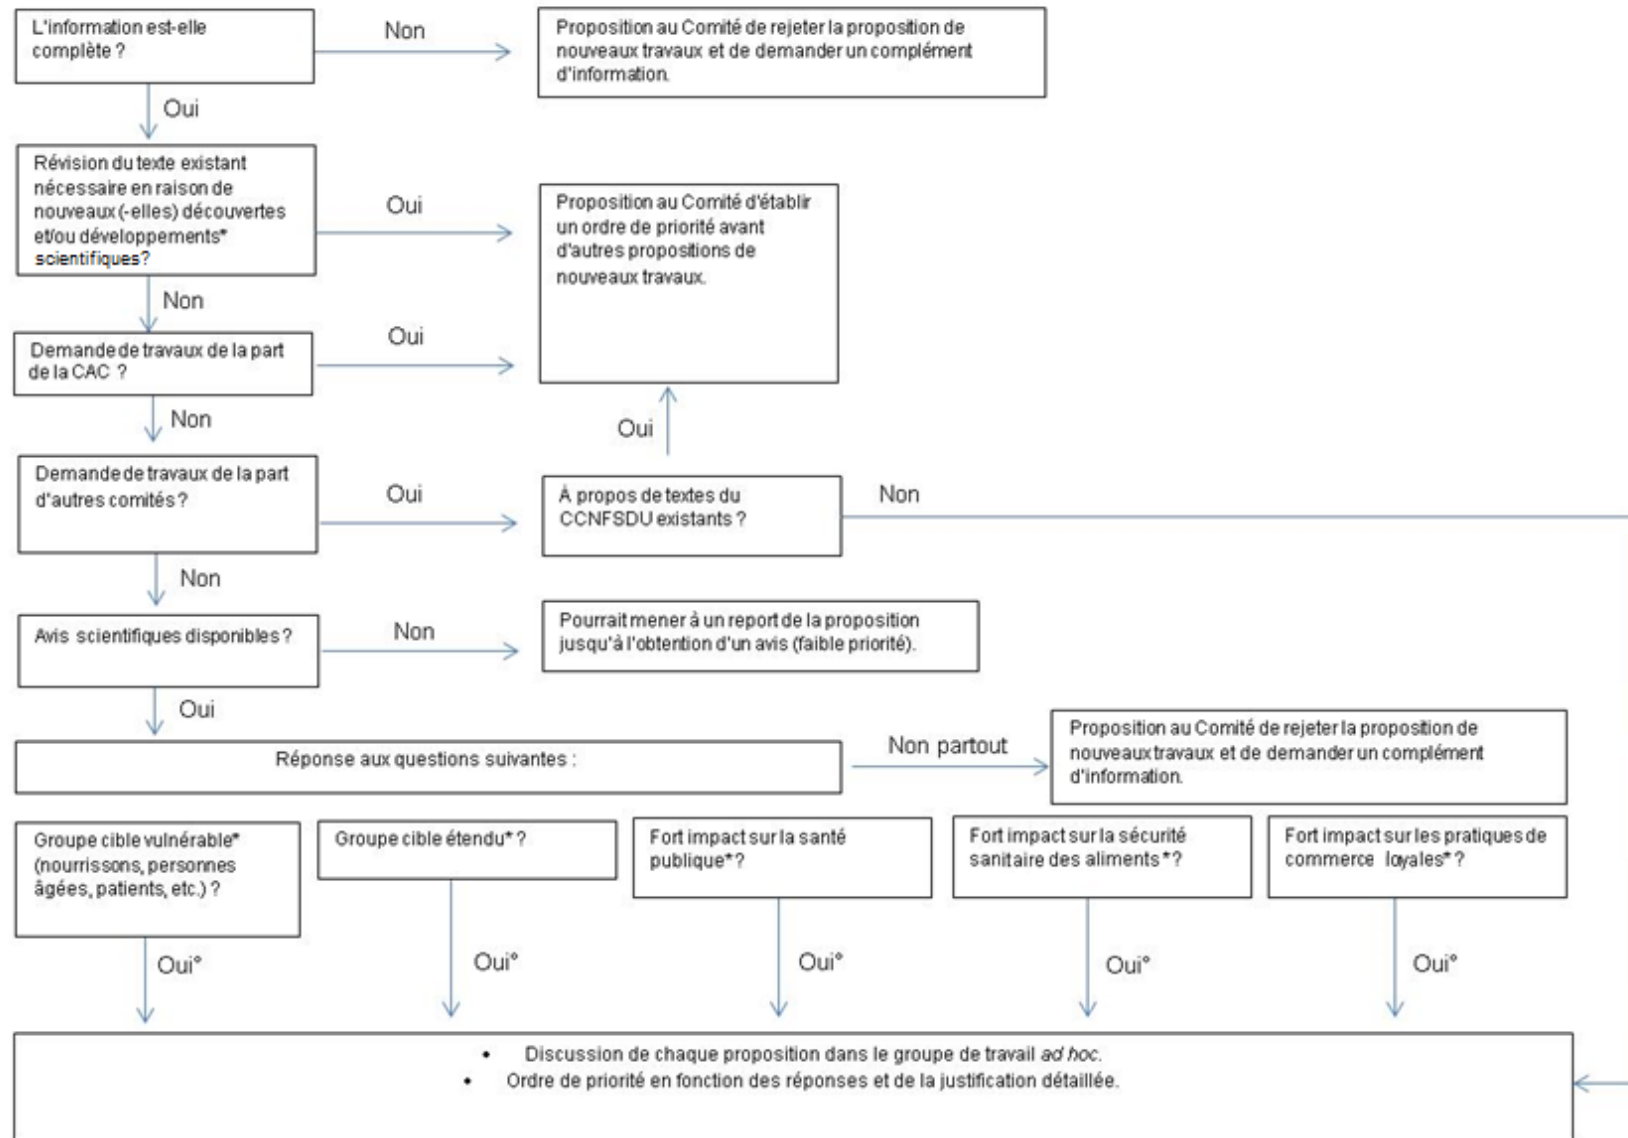 L'information est-elle
complète ?
Non
Proposition au Comité de rejeter la proposition de
nouveaux travaux et de demander un complément
d'information.
Oui
Révision du texte existant
nécessaire en raison de
nouveaux (-elles) découvertes
et/ou développements*
scientifiques?
Oui
Proposition au Comité d'établir
un ordre de priorité avant
d'autres propositions de
nouveaux travaux.
Non
Demande de travaux de la part
de la CAC ?
Oui
Non
Oui
Demande de travaux de la part
d'autres comités ?
Oui
À propos de textes du
CCNFSDU existants ?
Non
Non
Avis scientifiques disponibles ?
Non
Pourrait mener à un report de la proposition
jusqu'à l'obtention d'un avis (faible priorité).
Oui
Réponse aux questions suivantes :
Non partout
Proposition au Comité de rejeter la proposition de
nouveaux travaux et de demander un complément
d'information.
Groupe cible vulnérable*
(nourrissons, personnes
âgées, patients, etc.) ?
Groupe cible étendu* ?
Fort impact sur la santé
publique*?
Fort impact sur la sécurité
sanitaire des aliments *?
Fort impact sur les pratiques de
commerce loyales* ?
Oui°
Oui°
Oui°
Oui°
Oui°
• Discussion de chaque proposition dans le groupe de travail ad hoc.
• Ordre de priorité en fonction des réponses et de la justification détaillée.